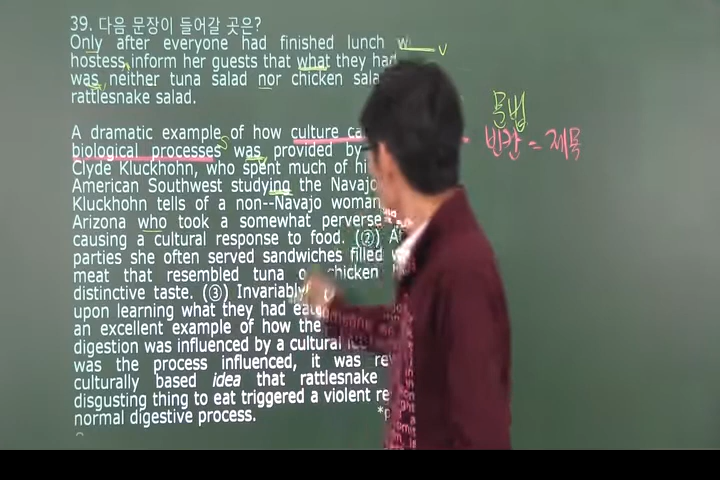 39. 다음 문장이 들어갈 곳은?
Only after everyone had finished lunch w
hostess inform her guests that what they had
was neither tuna salad nor chicken sala
rattlesnake salad.
문법
빈칸 = 제목
A dramatic example of how culture ca
biological processes was provided by
Clyde Kluckhohn, who spent much of hi
American Southwest studying the Navajo
Kluckhohn tells of a non--Navajo woman
Arizona who took a somewhat perverse
causing a cultural response to food. (②) A
parties she often served sandwiches filled w
meat that resembled tuna o chicken
distinctive taste. (③) Invariably
upon learning what they had eat
an excellent example of how the
digestion was influenced by a cultural
was the process influenced, it was re
culturally based idea that rattlesnake
disgusting thing to eat triggered a violent re
normal digestive process. *p